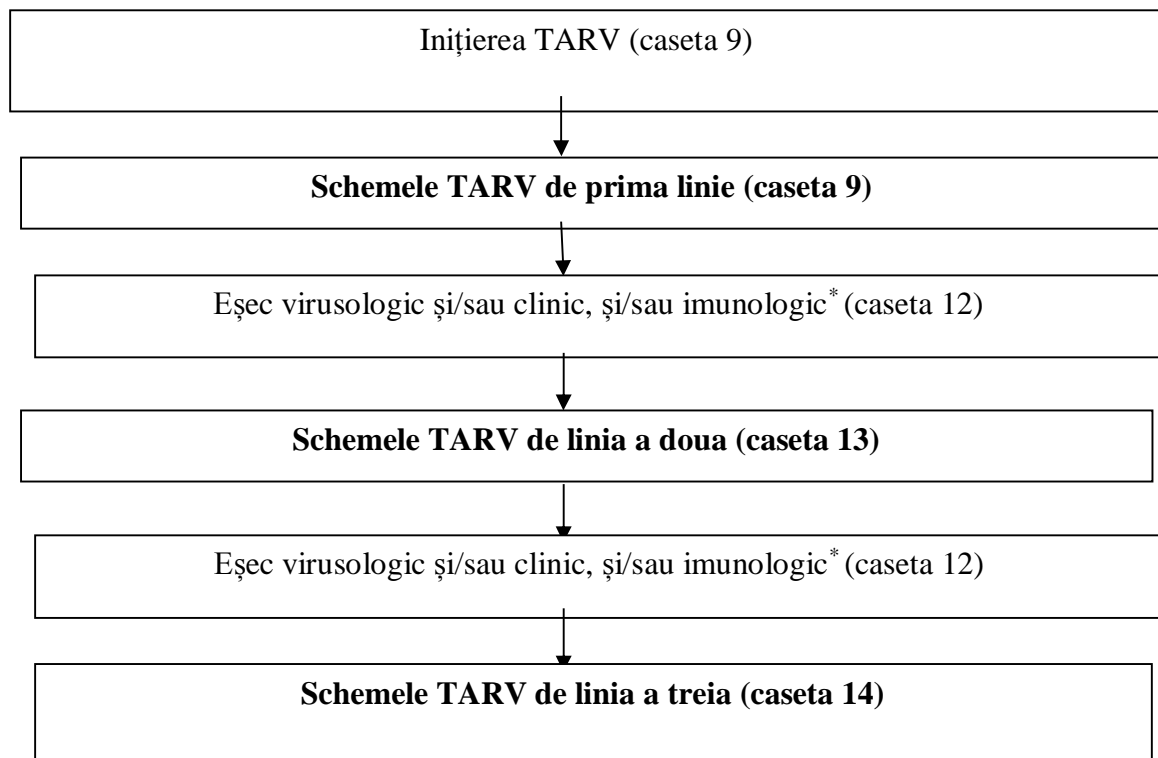 Inițierea TARV (caseta 9)
Schemele TARV de prima linie (caseta 9)
Eșec virusologic și/sau clinic, și/sau imunologic* (caseta 12)
Schemele TARV de linia a doua (caseta 13)
Eșec virusologic și/sau clinic, și/sau imunologic* (caseta 12)
Schemele TARV de linia a treia (caseta 14)